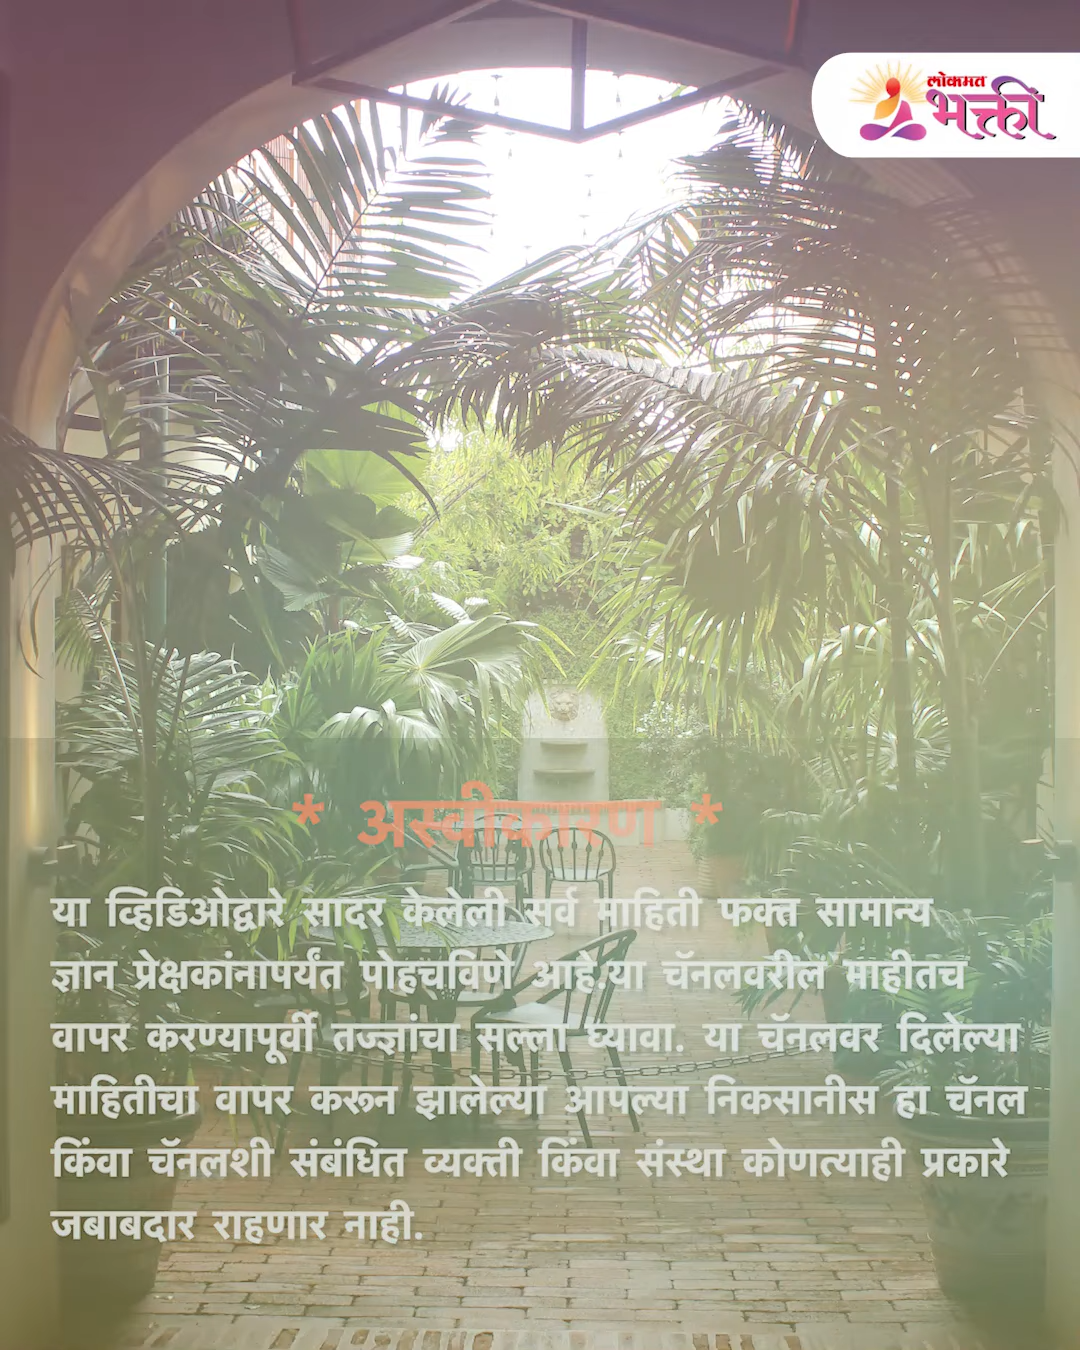 लोकमत
भक्ती
* अस्वीकारण *
या व्हिडिओद्वारे सादर केलेली सर्व माहिती फक्त सामान्य
ज्ञान प्रेक्षकांनापर्यंत पोहचविणे आहे.या चॅनलवरील माहीतच
वापर करण्यापूर्वी तज्ज्ञांचा सल्ला घ्यावा. या चॅनलवर दिलेल्या
माहितीचा वापर करून झालेल्या आपल्या निकसानीस हा चॅनल
किंवा चॅनलशी संबंधित व्यक्ती किंवा संस्था कोणत्याही प्रकारे
जबाबदार राहणार नाही.